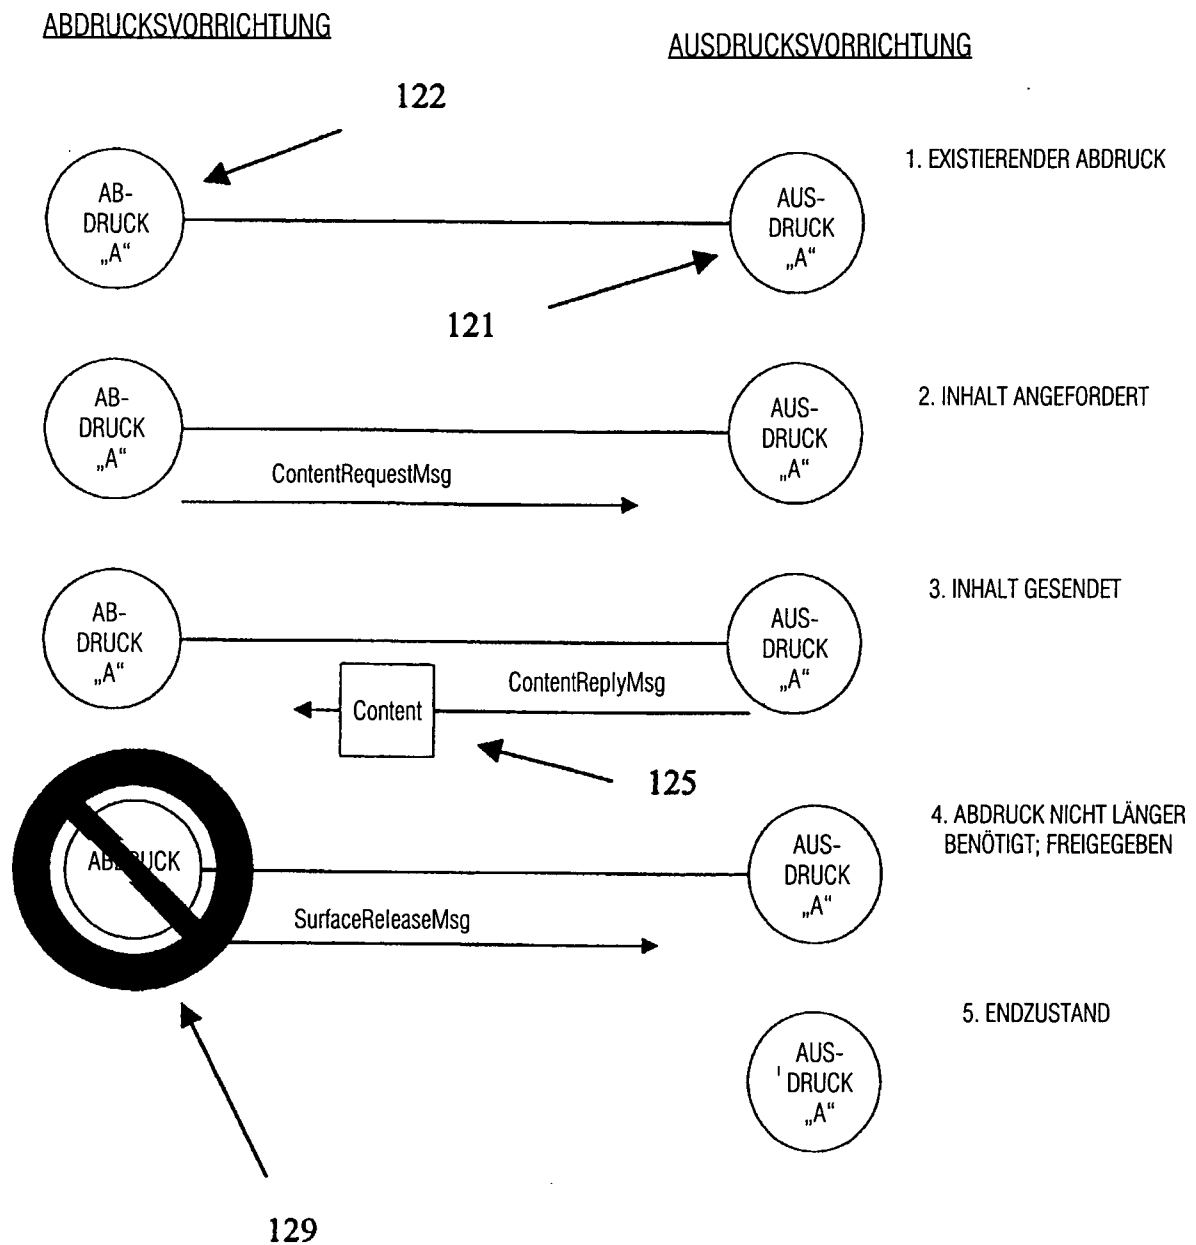 ABDRUCKSVORRICHTUNG
AUSDRUCKSVORRICHTUNG
122
AB-
DRUCK
„A“
AUS-
DRUCK
„A“
1. EXISTIERENDER ABDRUCK
121
AB-
DRUCK
„A“
AUS-
DRUCK
„A“
2. INHALT ANGEFORDERT
ContentRequestMsg
AB-
DRUCK
„A“
AUS-
DRUCK
„A“
3. INHALT GESENDET
ContentReplyMsg
Content
125
ABDRUCK
AUS-
DRUCK
„A“
4. ABDRUCK NICHT LÄNGER
BENÖTIGT; FREIGEGEBEN
SurfaceReleaseMsg
AUS-
DRUCK
„A“
5. ENDZUSTAND
129